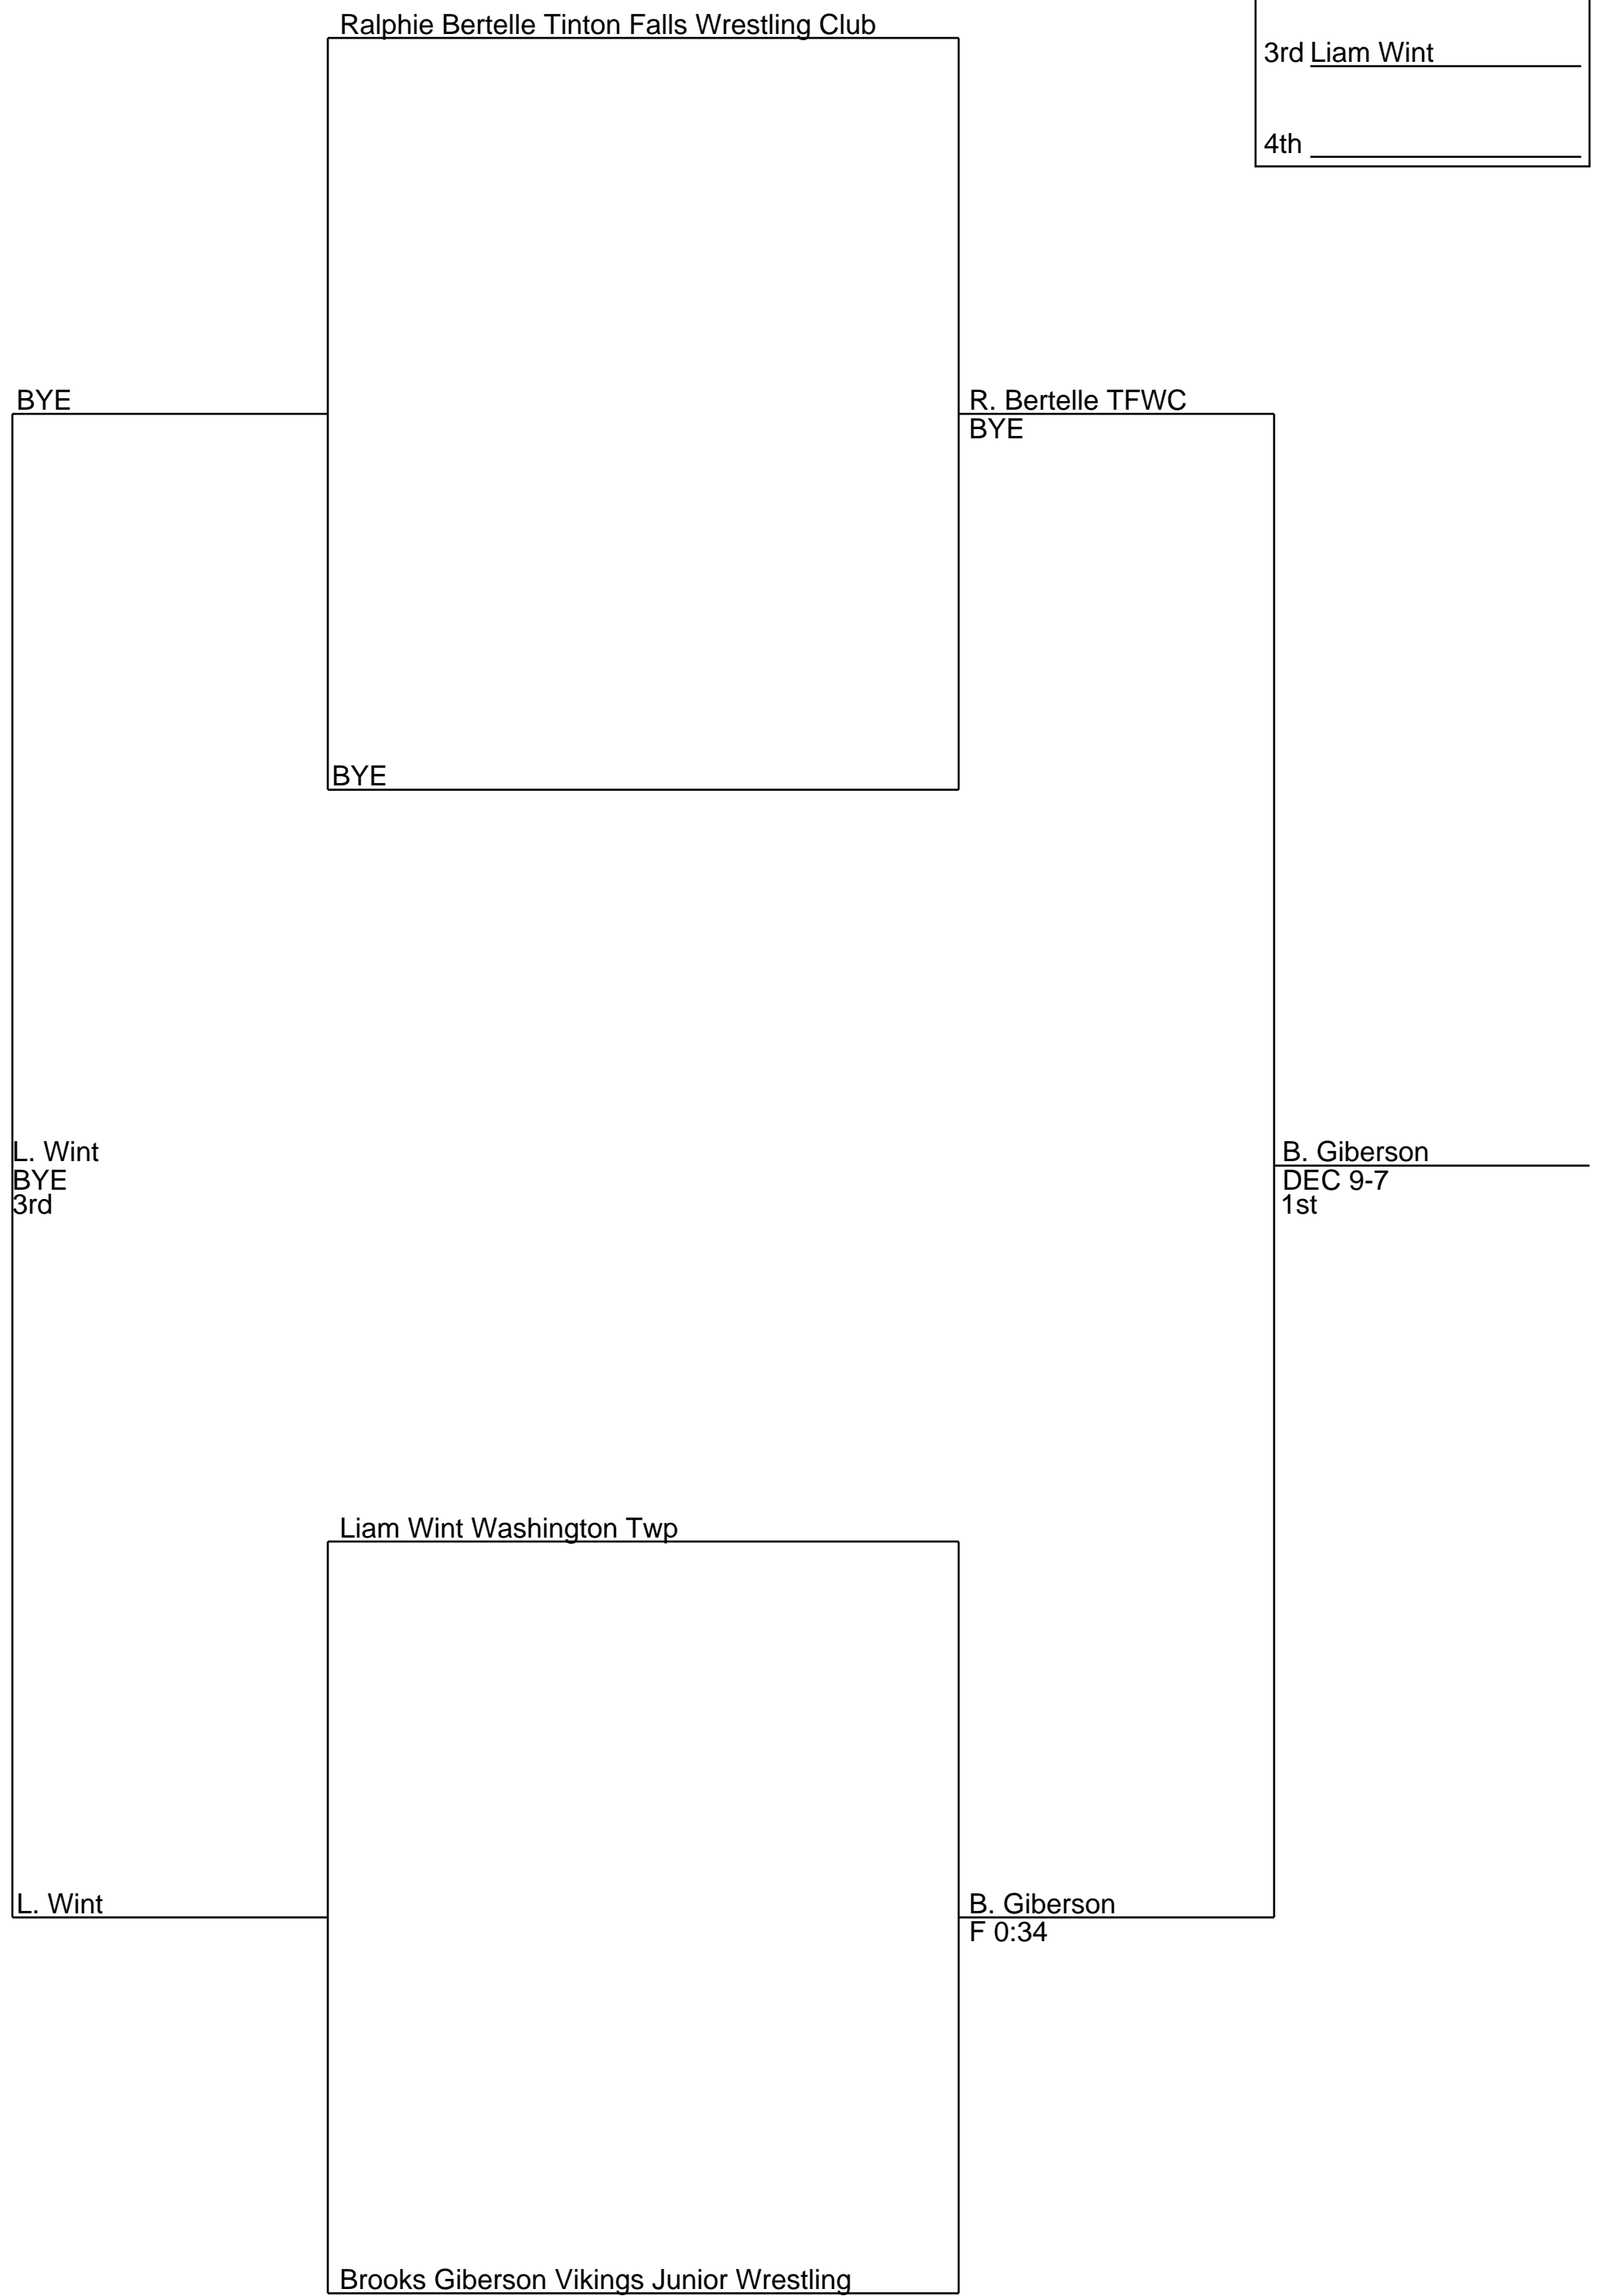 Ralphie Bertelle Tinton Falls Wrestling Club
3rd Liam Wint
4th
BYE
R. Bertelle TFWC
BYE
BYE
L. Wint
BYE
3rd
B. Giberson
DEC 9-7
1st
Liam Wint Washington Twp
L. Wint
B. Giberson
F 0:34
Brooks Giberson Vikings Junior Wrestling